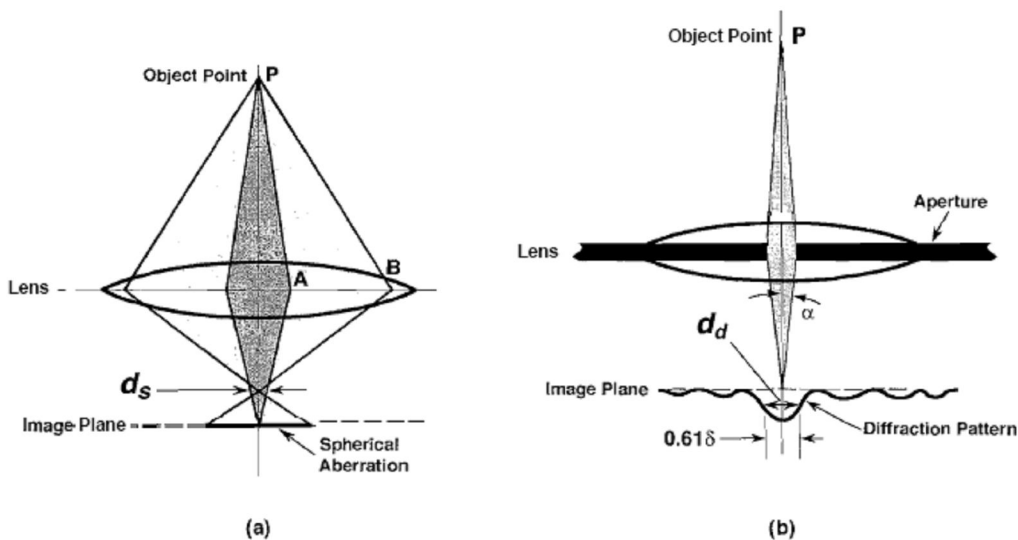 Object Point P
A
B
Lens
d_s
Image Plane
Spherical
Aberration
(a)
Object Point P
Aperture
Lens
α
d_d
Image Plane
Diffraction Pattern
0.61δ
(b)